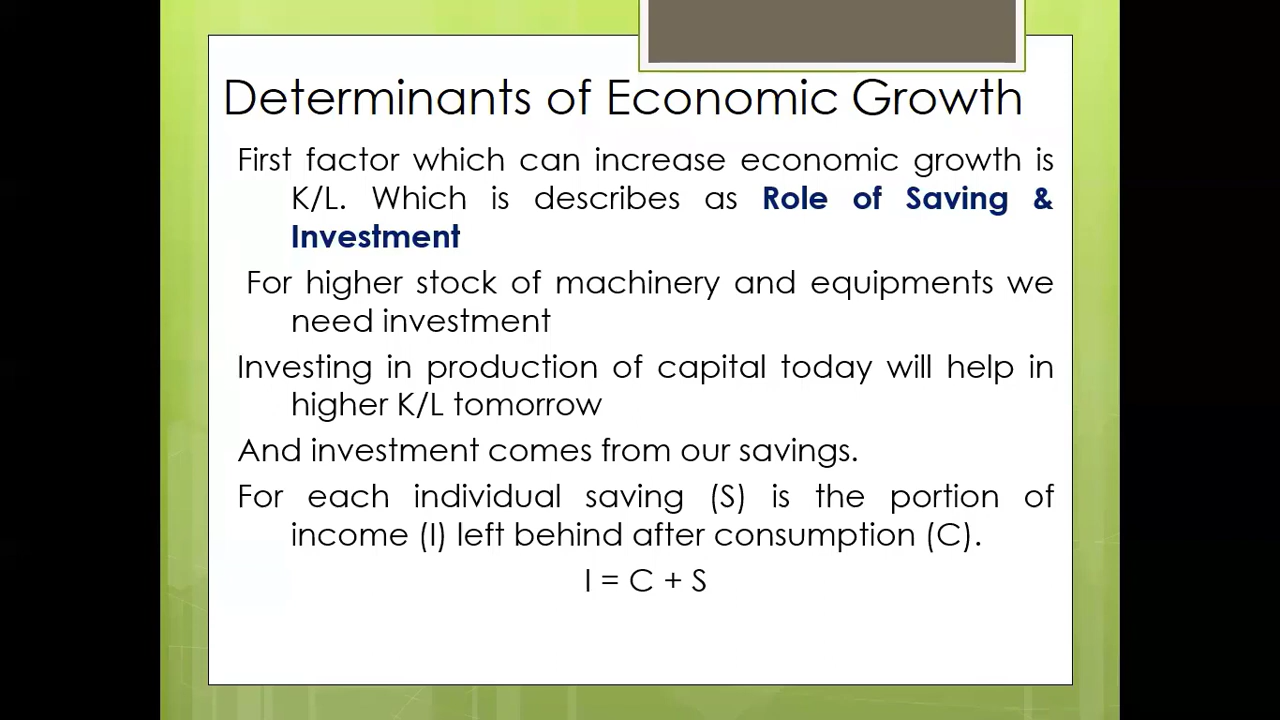 Determinants of Economic Growth
First factor which can increase economic growth is
K/L. Which is describes as Role of Saving &
Investment
For higher stock of machinery and equipments we
need investment
Investing in production of capital today will help in
higher K/L tomorrow
And investment comes from our savings.
For each individual saving (S) is the portion of
income (I) left behind after consumption (C).
I = C + S